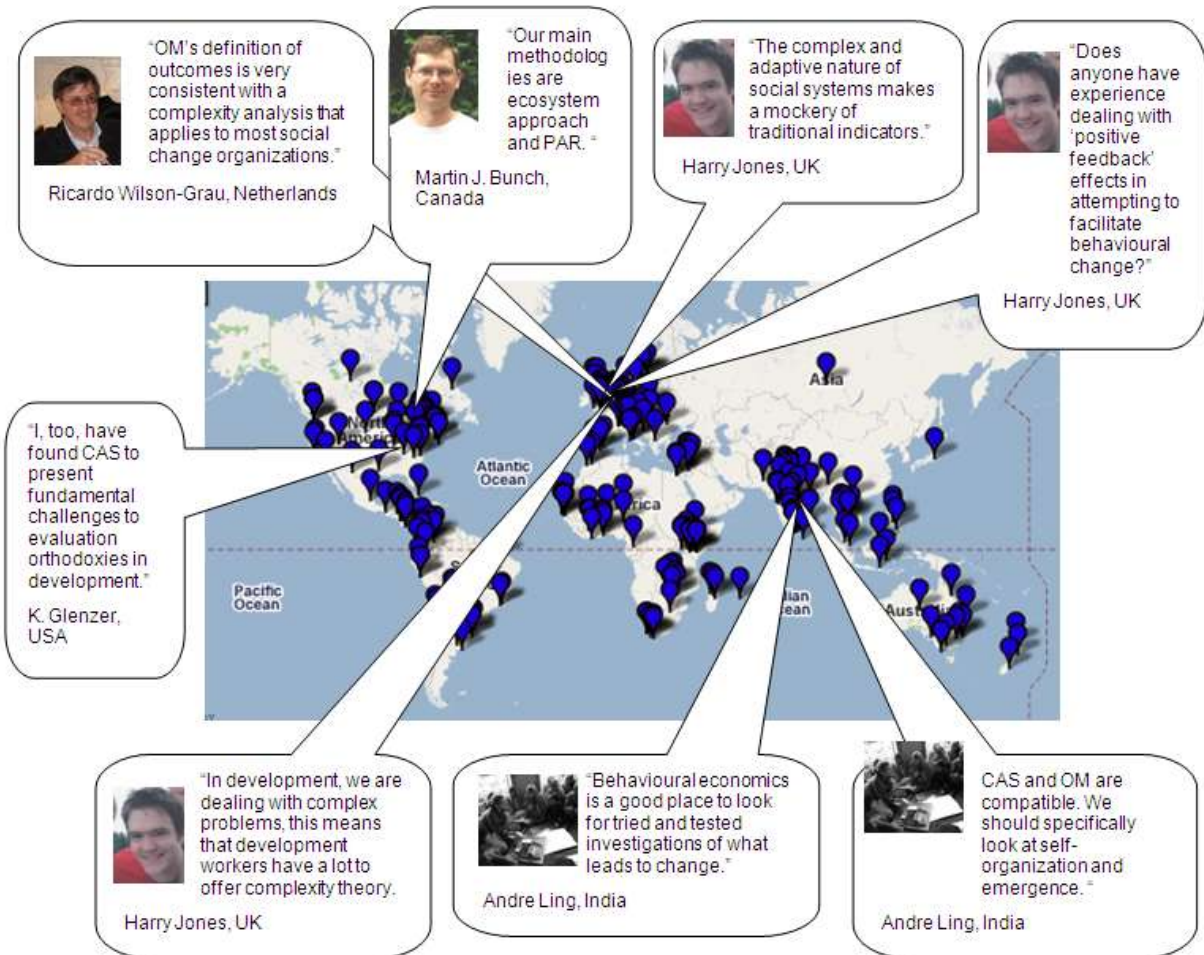 “OM’s definition of
outcomes is very
consistent with a
complexity analysis that
applies to most social
change organizations.”
Ricardo Wilson-Grau, Netherlands
“Our main
methodolog
ies are
ecosystem
approach
and PAR. “
Martin J. Bunch,
Canada
“The complex and
adaptive nature of
social systems makes
a mockery of
traditional indicators.”
Harry Jones, UK
“Does
anyone have
experience
dealing with
‘positive
feedback’
effects in
attempting to
facilitate
behavioural
change?”
Harry Jones, UK
“I, too, have
found CAS to
present
fundamental
challenges to
evaluation
orthodoxies in
development.”
K. Glenzer,
USA
North
America
Atlantic
Ocean
Asia
Pacific
Ocean
“In development, we are
dealing with complex
problems, this means
that development
workers have a lot to
offer complexity theory.
Harry Jones, UK
“Behavioural economics
is a good place to look
for tried and tested
investigations of what
leads to change.”
Andre Ling, India
CAS and OM are
compatible. We
should specifically
look at self-
organization and
emergence. “
Andre Ling, India